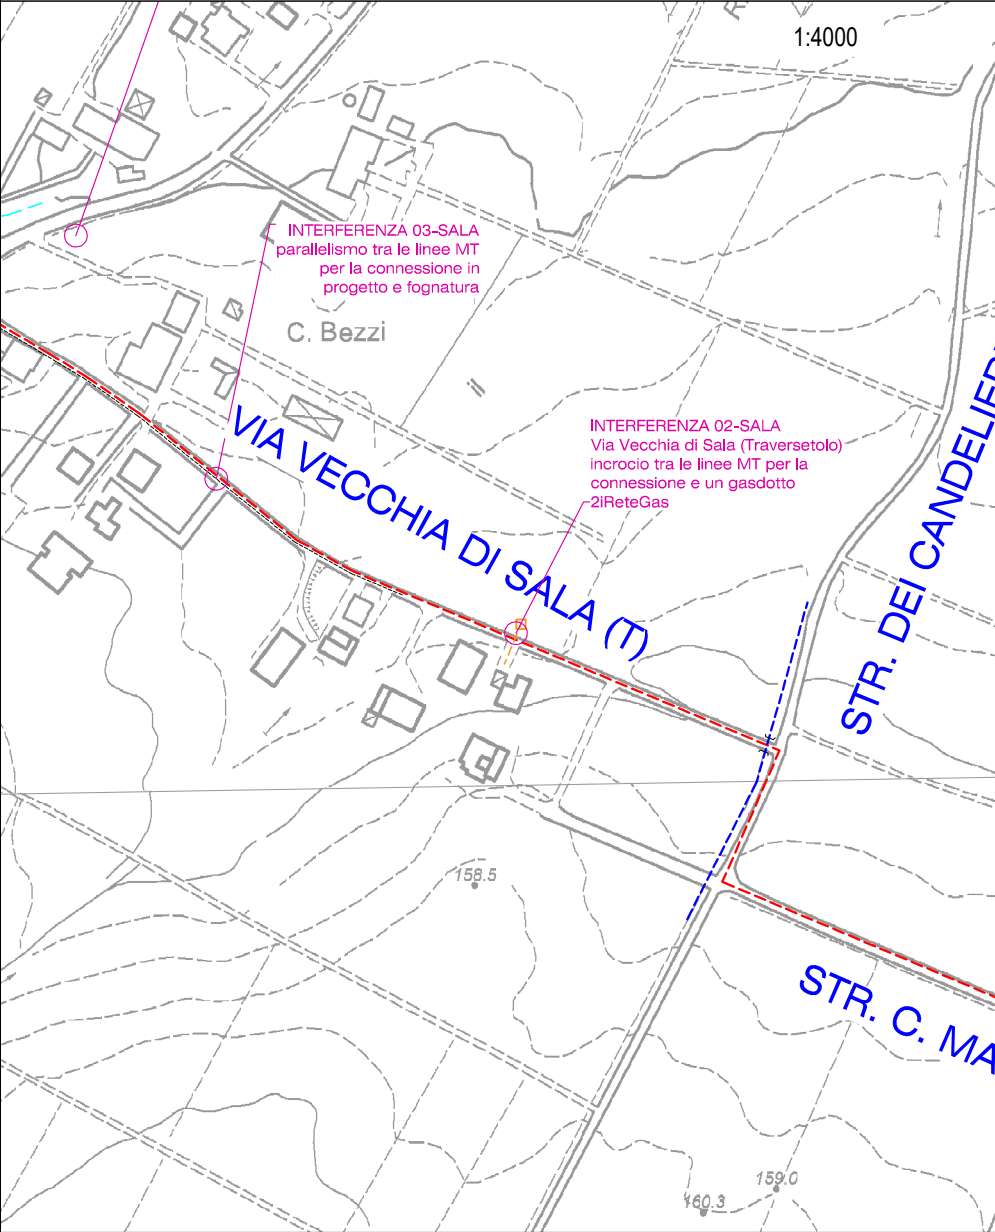 1:4000
INTERFERENZA 03-SALA
parallelismo tra le linee MT
per la connessione in
progetto e fognatura
C. Bezzi
INTERFERENZA 02-SALA
Via Vecchia di Sala (Traversetolo)
incrocio tra le linee MT per la
connessione e un gasdotto
2iReteGas
VIA VECCHIA DI SALA (T)
STR. DEI CANDELIER
158.5
STR. C. MA
159.0
160.3